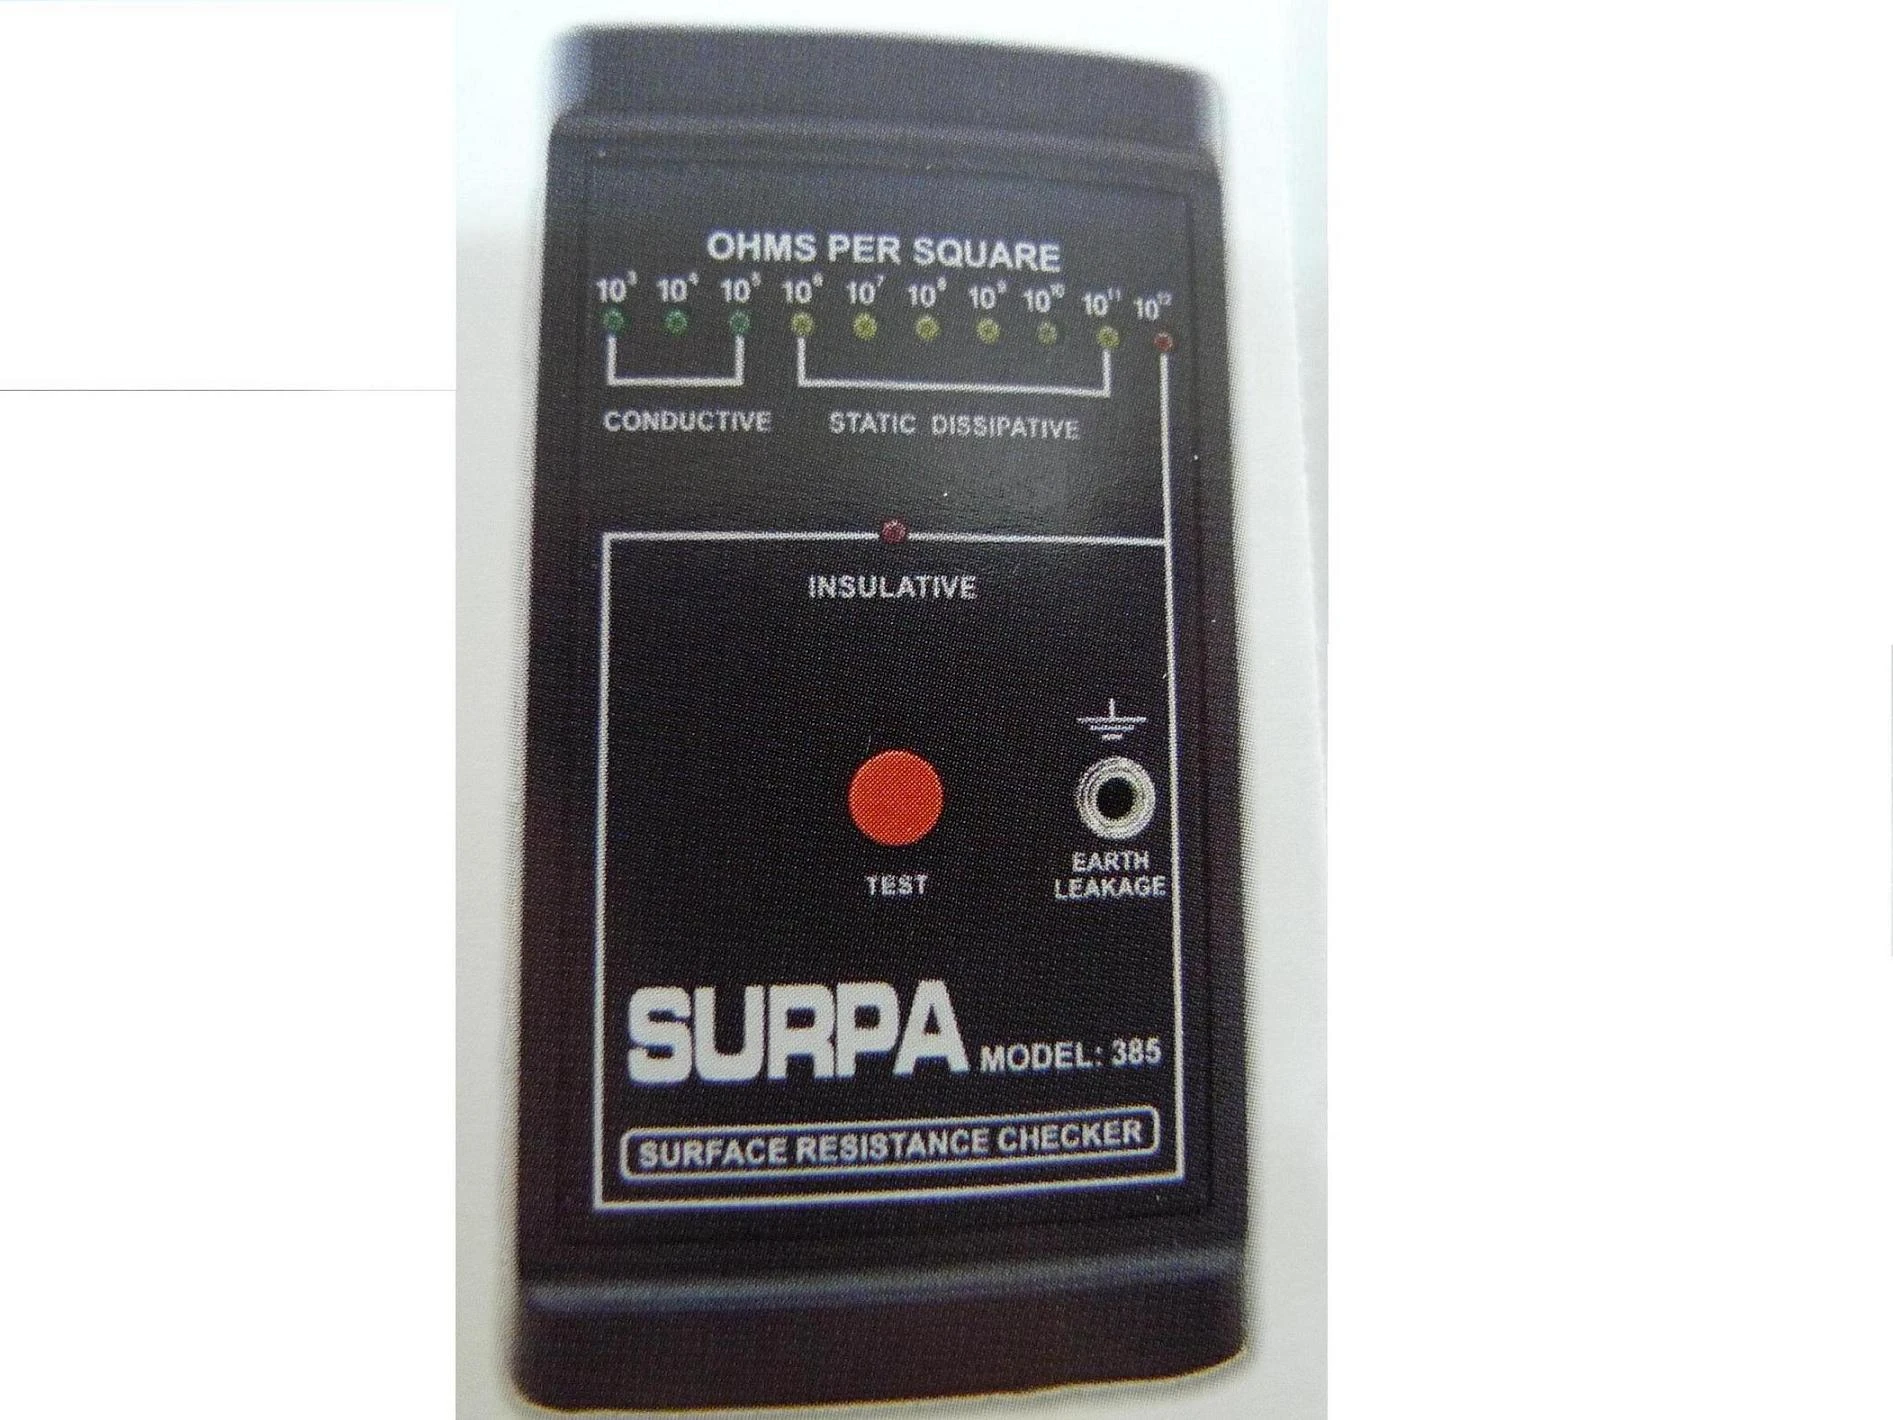 OHMS PER SQUARE
10³ 10⁴ 10⁵ 10⁶ 10⁷ 10⁸ 10⁹ 10¹⁰ 10¹¹ 10¹²
CONDUCTIVE STATIC DISSIPATIVE
INSULATIVE
TEST
EARTH
LEAKAGE
SURPA MODEL: 385
SURFACE RESISTANCE CHECKER